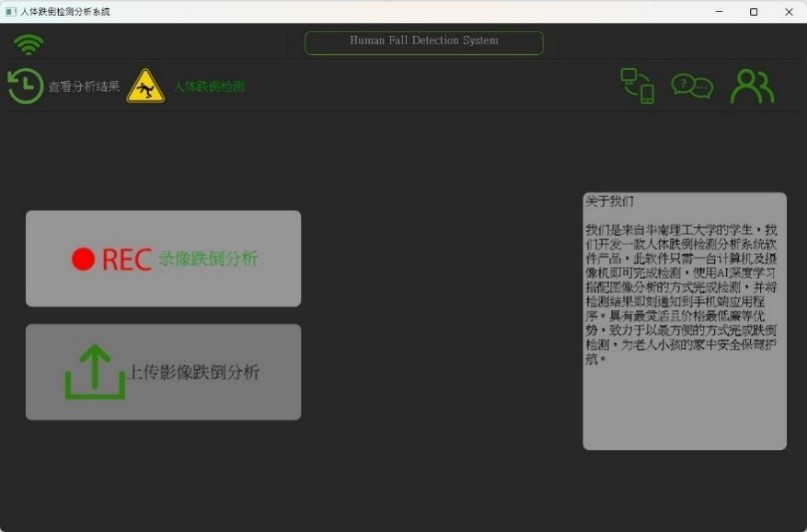 人体跌倒检测分析系统
Human Fall Detection System
查看分析结果 人体跌倒检测
REC 录像跌倒分析
上传影像跌倒分析
关于我们
我们是来自华南理工大学的学生，我
们开发一款人体跌倒检测分析系统软
件产品，此软件只需一台计算机及摄
像机即可完成检测，使用AI深度学习
搭配图像分析的方式完成检测，并将
检测结果即刻通知到手机端应用程
序。具有最灵活且价格最低廉等优
势，致力于以最方便的方式完成跌倒
检测，为老人小孩的家中安全保驾护
航。